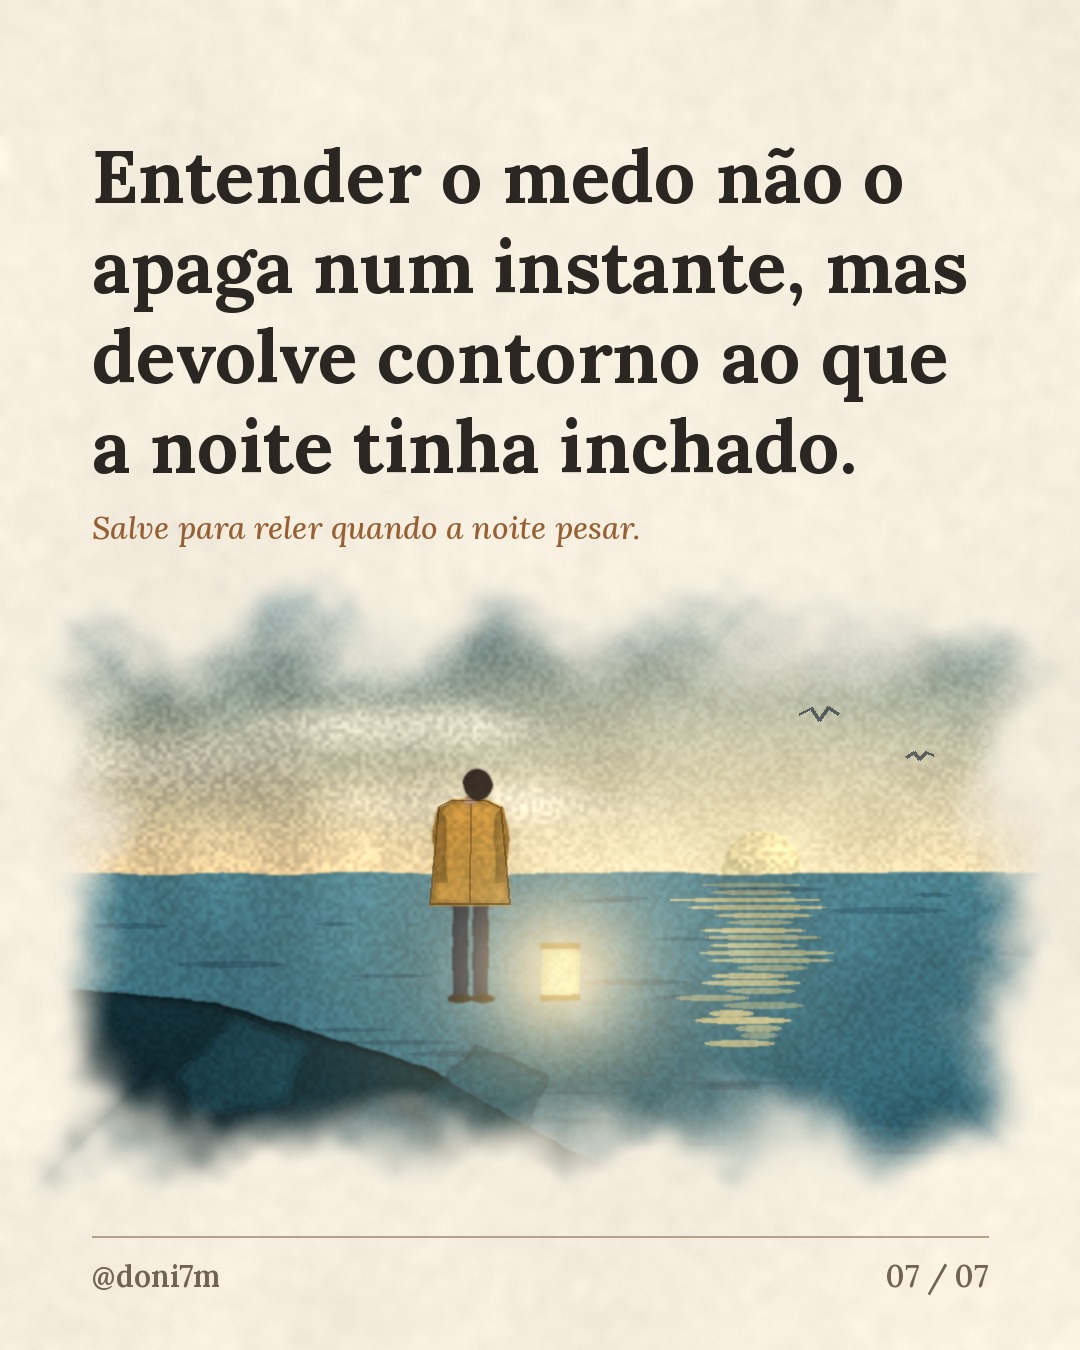 Entender o medo não o
apaga num instante, mas
devolve contorno ao que
a noite tinha inchado.
Salve para reler quando a noite pesar.
@doni7m
07 / 07